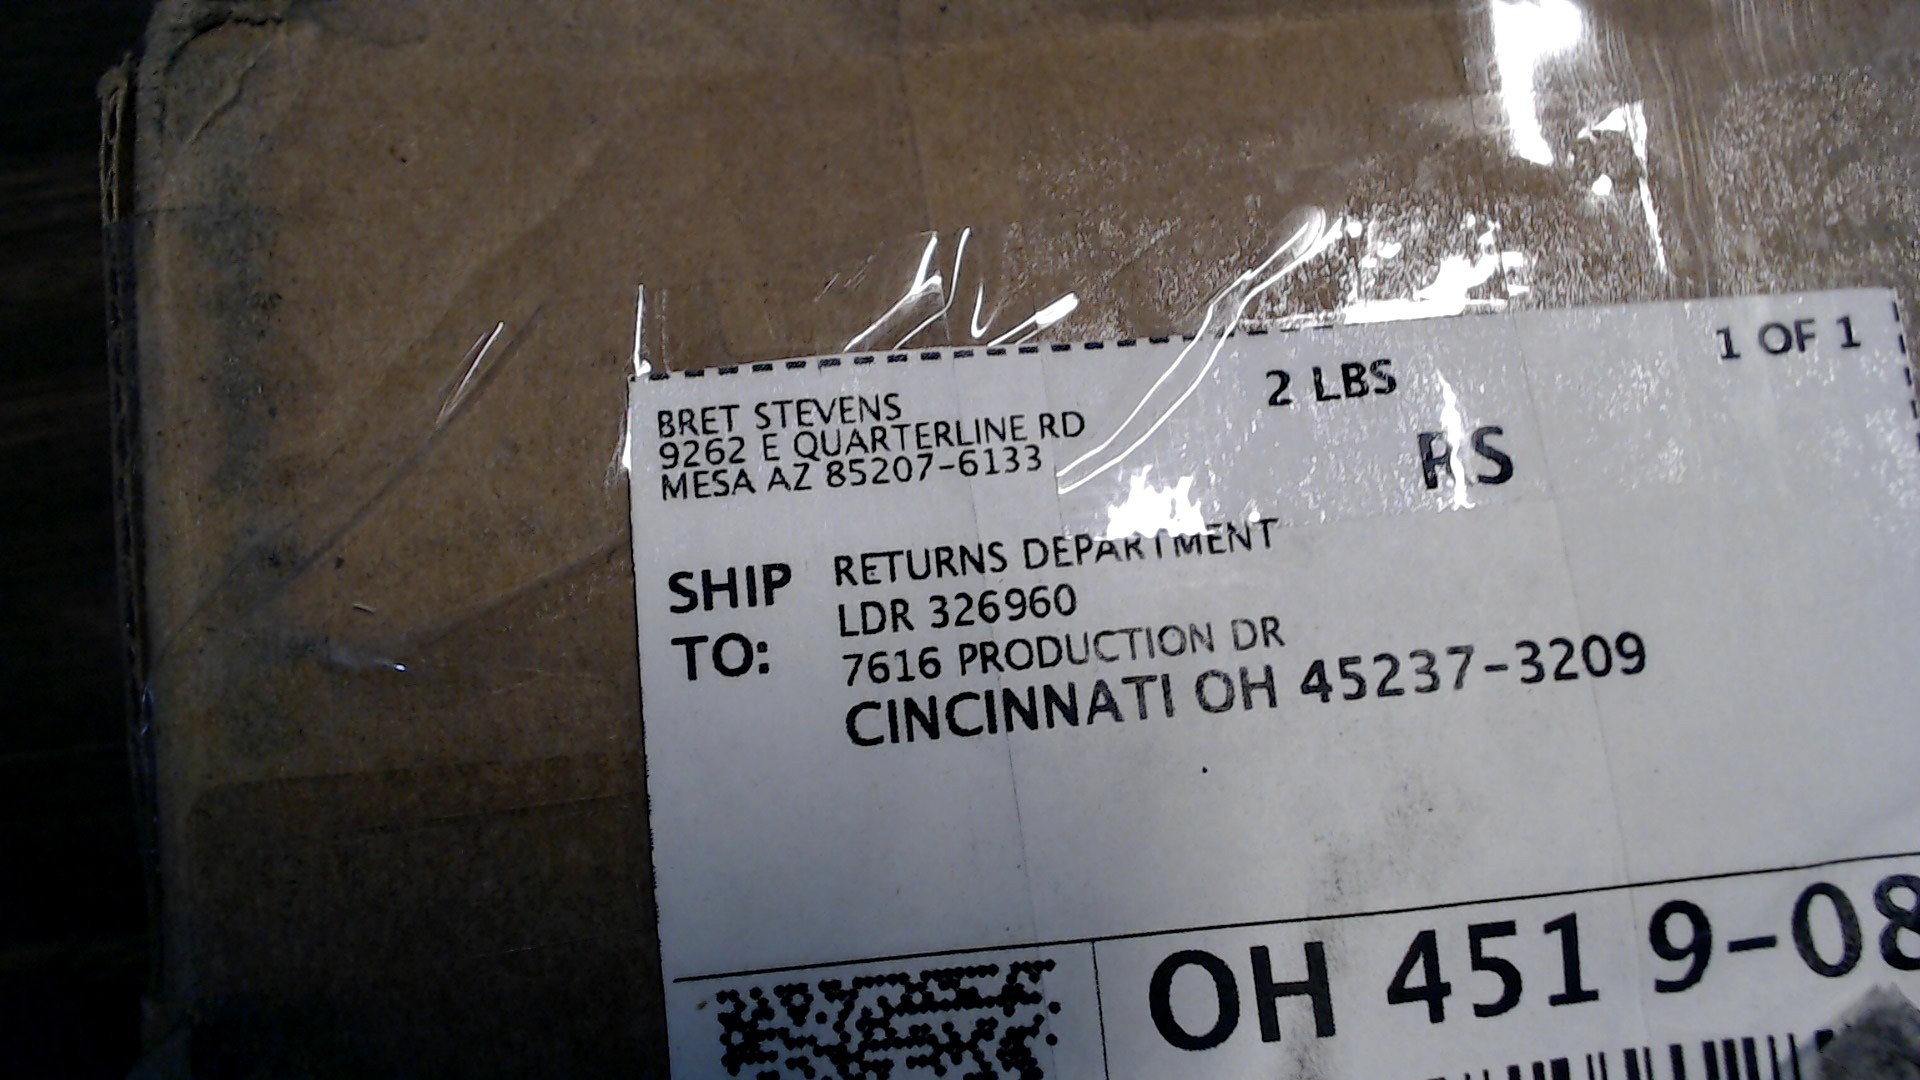 BRET STEVENS
9262 E QUARTERLINE RD
MESA AZ 85207-6133
2 LBS
1 OF 1
RS
SHIP TO:
RETURNS DEPARTMENT
LDR 326960
7616 PRODUCTION DR
CINCINNATI OH 45237-3209
OH 451 9-08